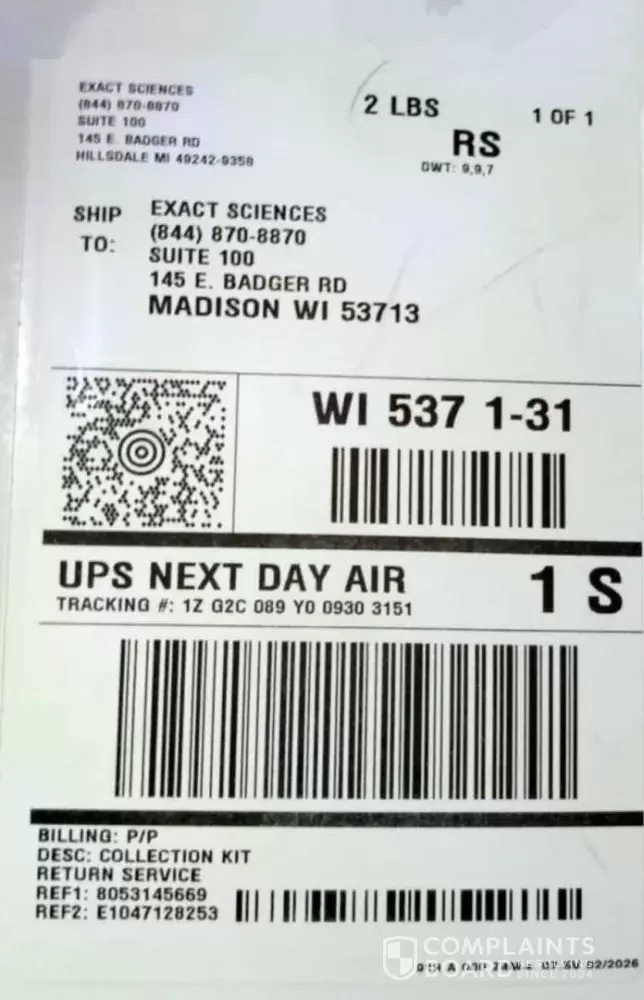 EXACT SCIENCES
(844) 870-8870
SUITE 100
145 E. BADGER RD
HILLSDALE MI 49242-9358
2 LBS
1 OF 1
RS
DWT: 9,9,7
SHIP TO:
EXACT SCIENCES
(844) 870-8870
SUITE 100
145 E. BADGER RD
MADISON WI 53713
WI 537 1-31
UPS NEXT DAY AIR
TRACKING #: 1Z G2C 089 Y0 0930 3151
1 S
BILLING: P/P
DESC: COLLECTION KIT
RETURN SERVICE
REF1: 8053145669
REF2: E1047128253
COMPLAINTS
BOARD
SINCE 2004
02/2026